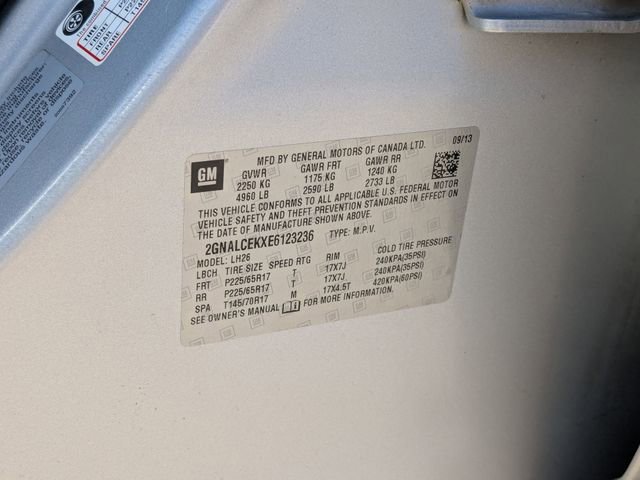 TIRE
FRONT
REAR
SPARE
GM
MFD BY GENERAL MOTORS OF CANADA LTD.
09/13
GVWR GAWR FRT GAWR RR
2250 KG 1175 KG 1240 KG
4960 LB 2590 LB 2733 LB
THIS VEHICLE CONFORMS TO ALL APPLICABLE U.S. FEDERAL MOTOR
VEHICLE SAFETY AND THEFT PREVENTION STANDARDS IN EFFECT ON
THE DATE OF MANUFACTURE SHOWN ABOVE.
2GNALCEKXE6123236 TYPE: M.P.V.
MODEL: LH26
LBCH TIRE SIZE SPEED RTG RIM COLD TIRE PRESSURE
FRT P225/65R17 T 17X7J 240KPA(35PSI)
RR P225/65R17 T 17X7J 240KPA(35PSI)
SPA T145/70R17 M 17X4.5T 420KPA(60PSI)
SEE OWNER'S MANUAL FOR MORE INFORMATION.